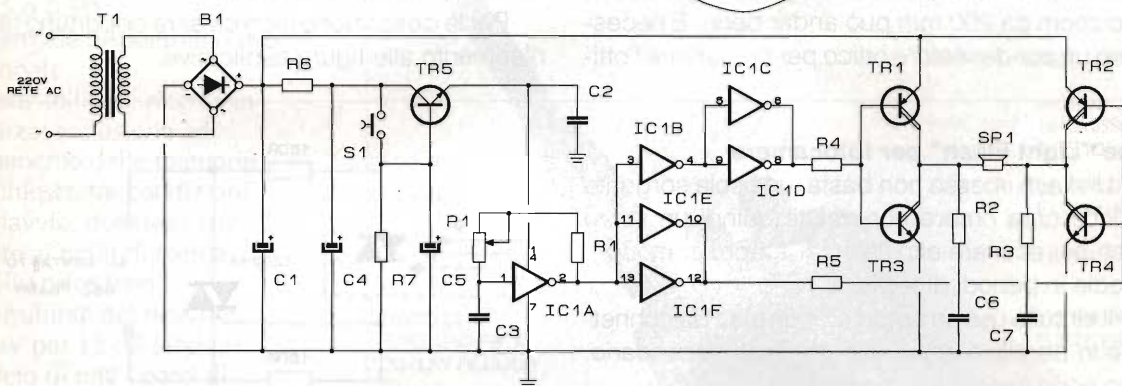 T1
B1
R6
TR5
220V
RETE AC
S1
C2
IC1C
5
6
TR1
TR2
IC1B
3
4
9
8
R4
SP1
IC1D
P1
R1
IC1E
11
10
R2
4
1
2
13
12
R5
TR3
R3
TR4
C1
C4
R7
C5
7
IC1A
IC1F
C3
C6
C7